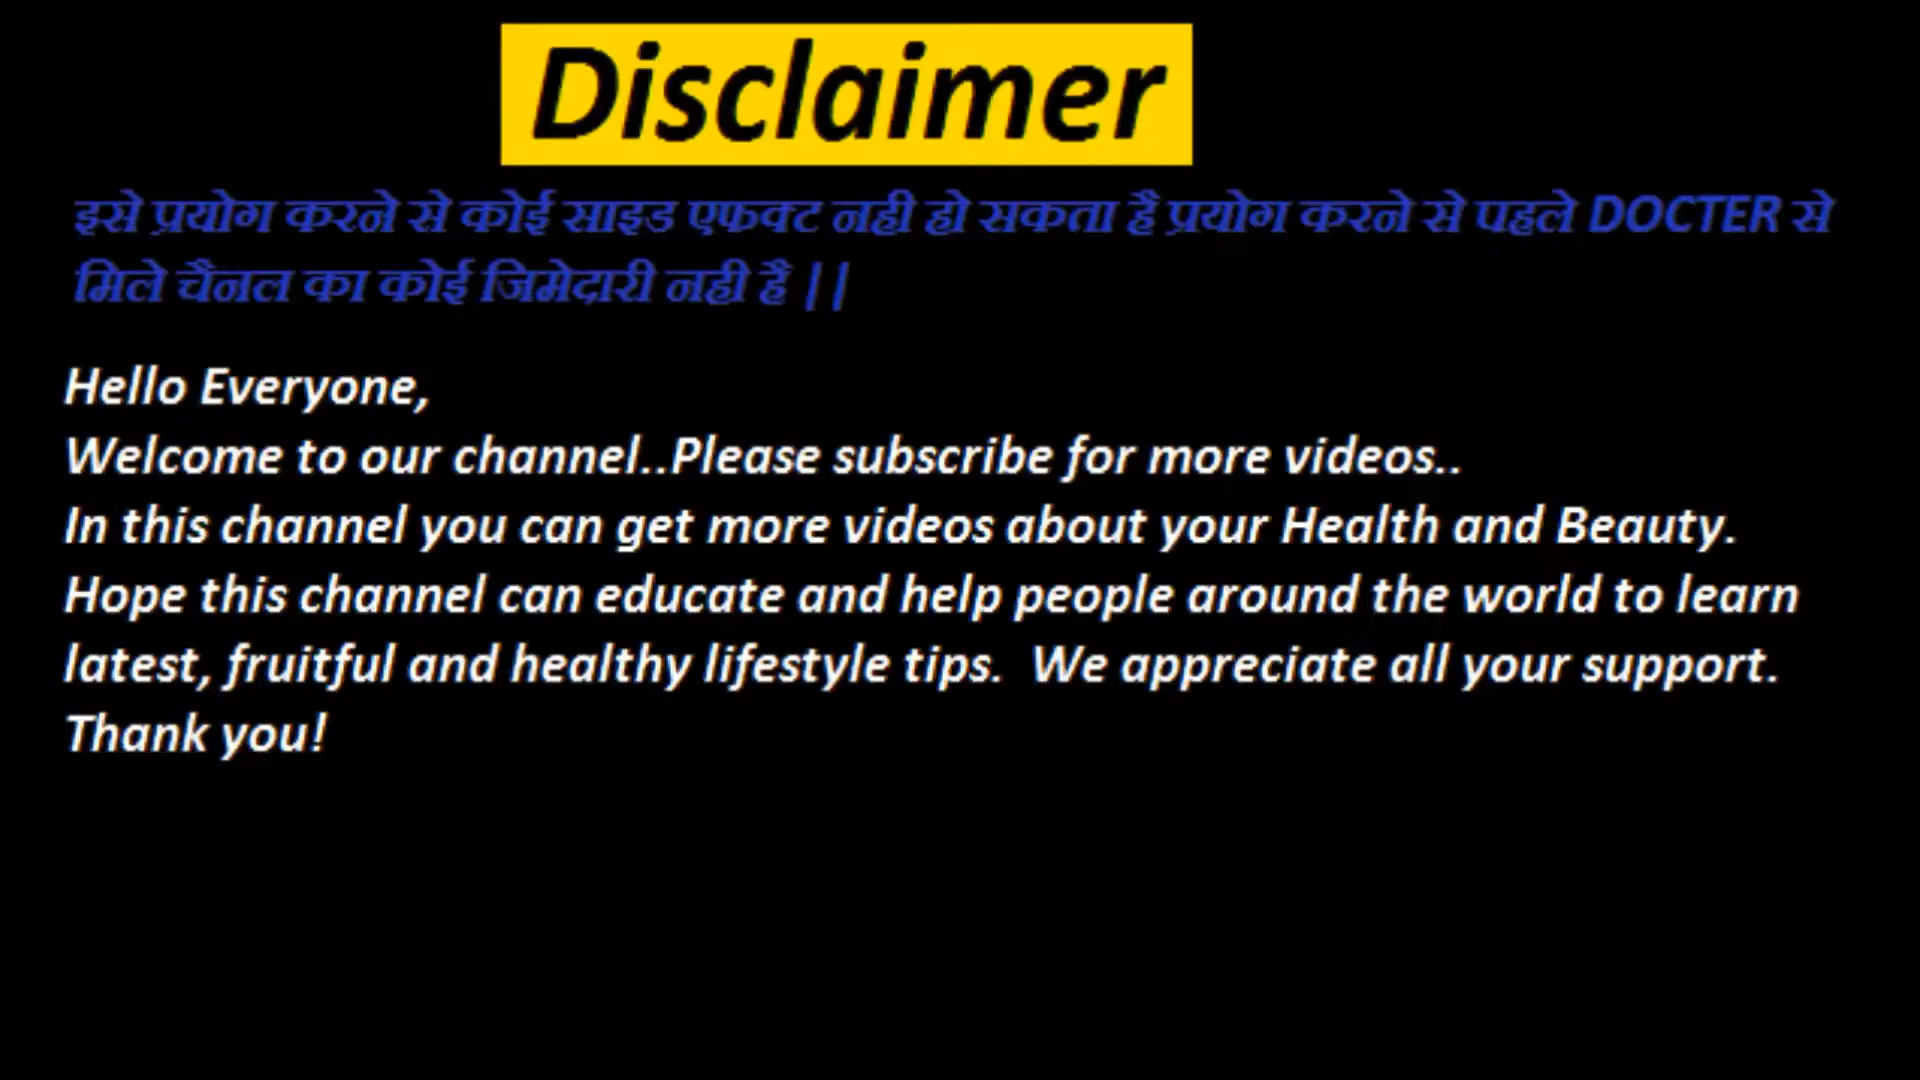 Disclaimer
इसे प्रयोग करने से कोई साइड एफक्ट नही हो सकता है प्रयोग करने से पहले DOCTER से
मिले चैनल का कोई जिमेदारी नही है ||
Hello Everyone,
Welcome to our channel..Please subscribe for more videos..
In this channel you can get more videos about your Health and Beauty.
Hope this channel can educate and help people around the world to learn
latest, fruitful and healthy lifestyle tips.  We appreciate all your support.
Thank you!